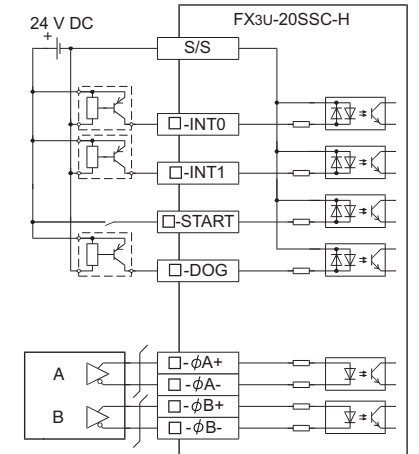 24 V DC
+
FX3U-20SSC-H
S/S
□-INT0
□-INT1
□-START
□-DOG
A
B
□-ϕA+
□-ϕA-
□-ϕB+
□-ϕB-